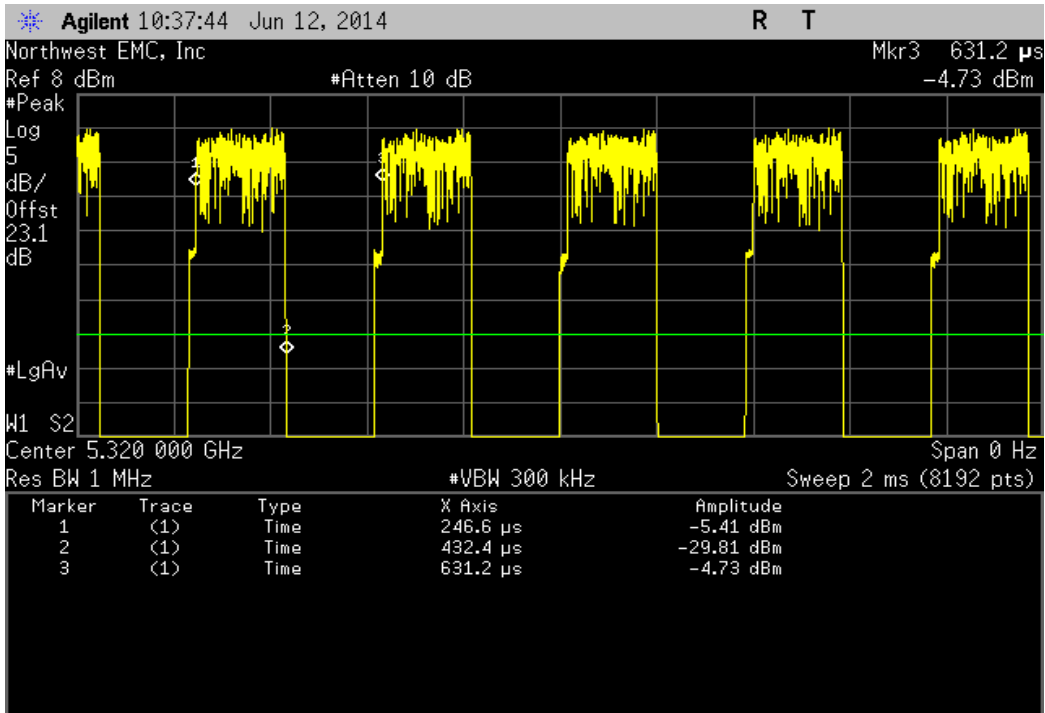 Agilent 10:37:44 Jun 12, 2014 R T
Northwest EMC, Inc Mkr3 631.2 µs
Ref 8 dBm #Atten 10 dB -4.73 dBm
#Peak
Log
5
dB/
Offst
23.1
dB
1
3
2
#LgAv
W1 S2
Center 5.320 000 GHz Span 0 Hz
Res BW 1 MHz #VBW 300 kHz Sweep 2 ms (8192 pts)
Marker Trace Type X Axis Amplitude
1 (1) Time 246.6 µs -5.41 dBm
2 (1) Time 432.4 µs -29.81 dBm
3 (1) Time 631.2 µs -4.73 dBm